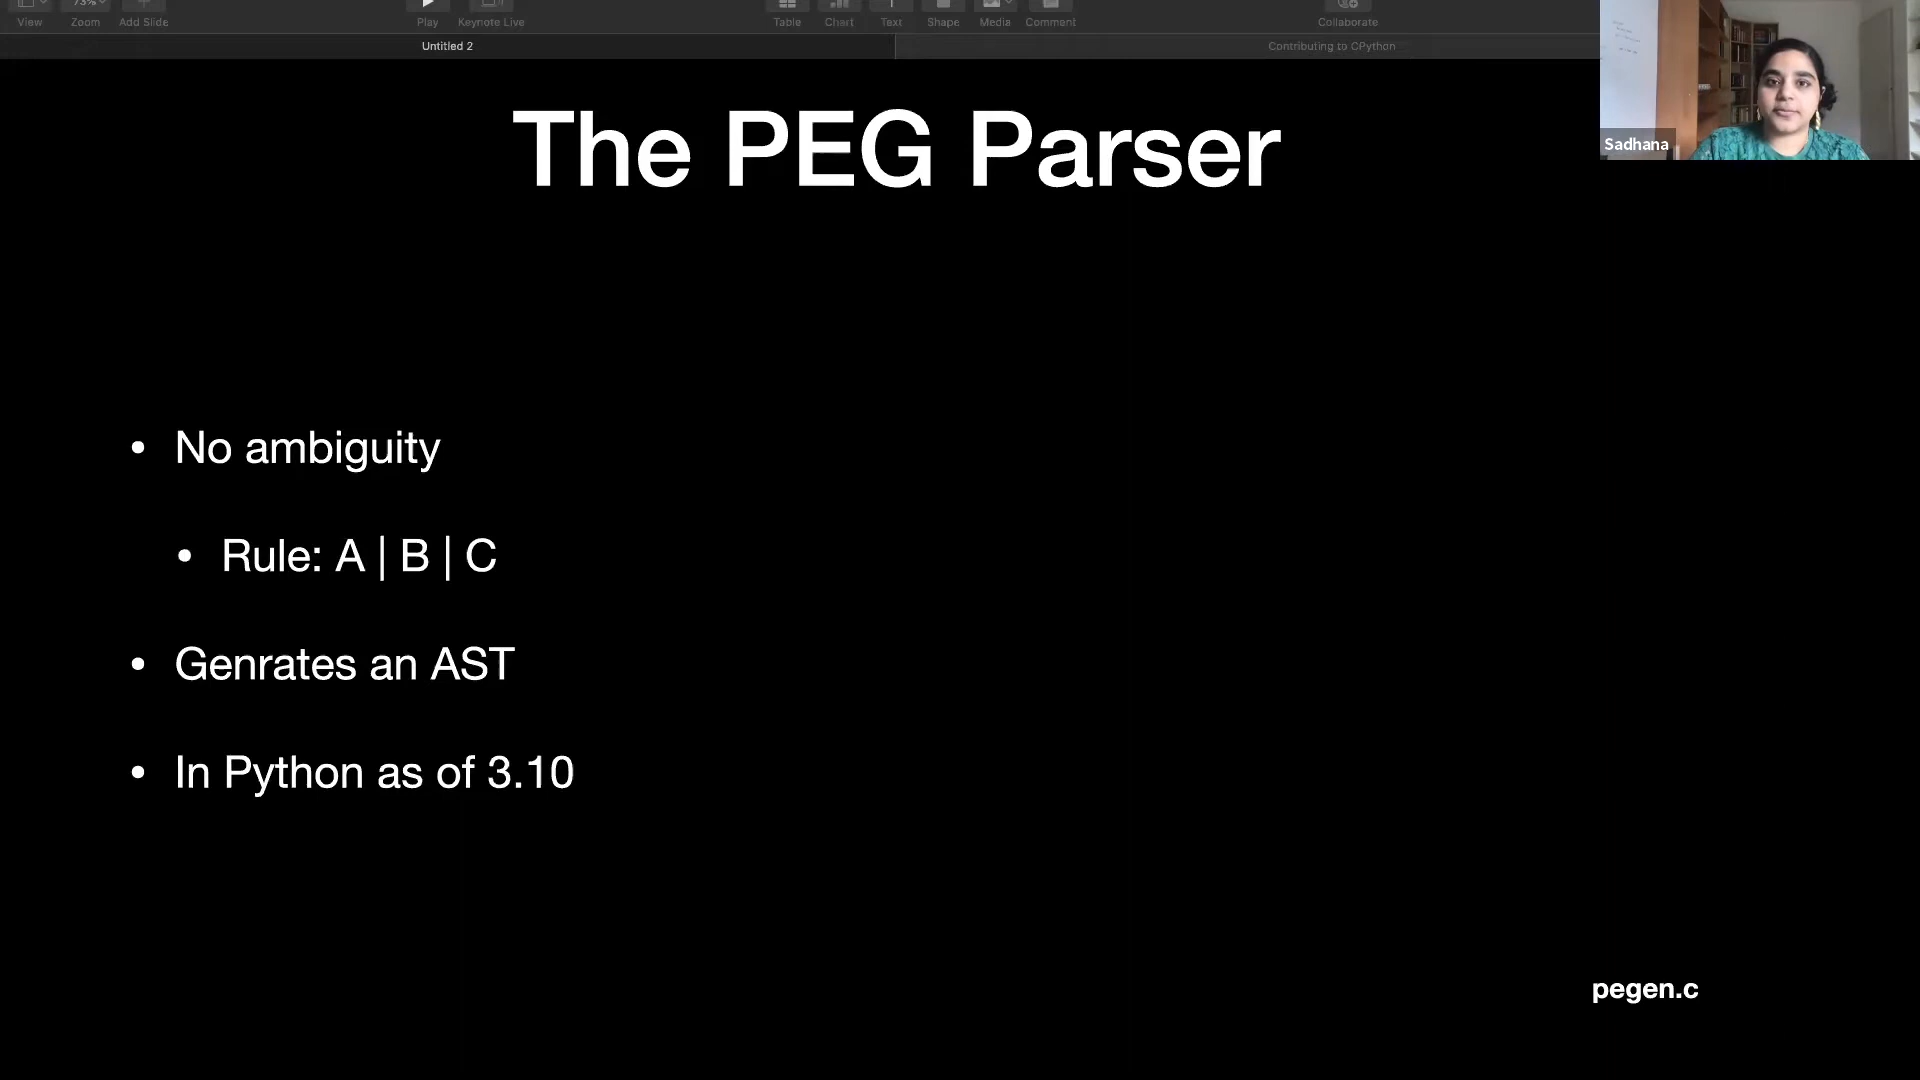 73%
View Zoom Add Slide Play Keynote Live Table Chart Text Shape Media Comment Collaborate
Untitled 2 Contributing to CPython
Sadhana
The PEG Parser
• No ambiguity
• Rule: A | B | C
• Genrates an AST
• In Python as of 3.10
pegen.c